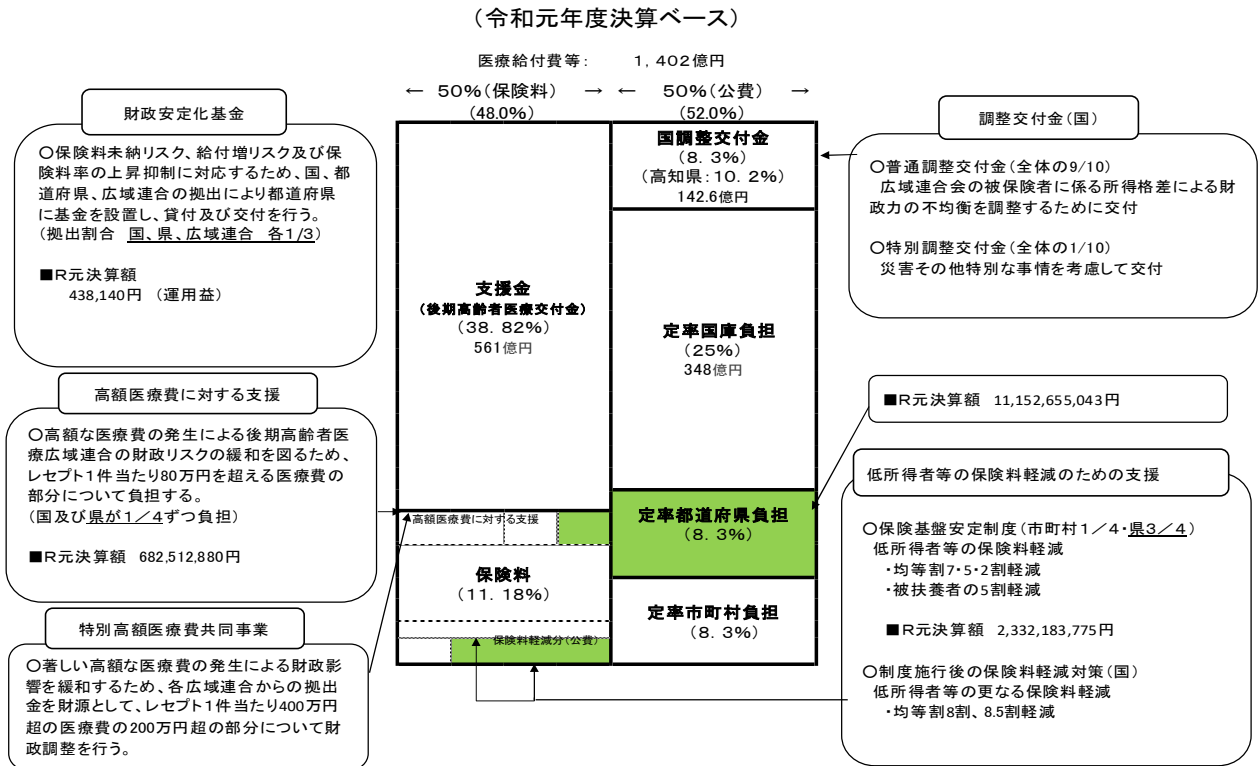 (令和元年度決算ベース)
医療給付費等: 1,402億円
← 50%(保険料) → ← 50%(公費) →
(48.0%) (52.0%)
財政安定化基金
○保険料未納リスク、給付増リスク及び保
険料率の上昇抑制に対応するため、国、都
道府県、広域連合の拠出により都道府県
に基金を設置し、貸付及び交付を行う。
(拠出割合 国、県、広域連合 各1/3)
■R元決算額
438,140円 (運用益)
高額医療費に対する支援
○高額な医療費の発生による後期高齢者医
療広域連合の財政リスクの緩和を図るため、
レセプト1件当たり80万円を超える医療費の
部分について負担する。
(国及び県が1/4ずつ負担)
■R元決算額 682,512,880円
特別高額医療費共同事業
○著しい高額な医療費の発生による財政影
響を緩和するため、各広域連合からの拠出
金を財源として、レセプト1件当たり400万円
超の医療費の200万円超の部分について財
政調整を行う。
支援金
(後期高齢者医療交付金)
(38.82%)
561億円
高額医療費に対する支援
保険料
(11.18%)
保険料軽減分(公費)
国調整交付金
(8.3%)
(高知県:10.2%)
142.6億円
定率国庫負担
(25%)
348億円
定率都道府県負担
(8.3%)
定率市町村負担
(8.3%)
調整交付金(国)
○普通調整交付金(全体の9/10)
広域連合会の被保険者に係る所得格差による財
政力の不均衡を調整するために交付
○特別調整交付金(全体の1/10)
災害その他特別な事情を考慮して交付
■R元決算額 11,152,655,043円
低所得者等の保険料軽減のための支援
○保険基盤安定制度(市町村1/4・県3/4)
低所得者等の保険料軽減
・均等割7・5・2割軽減
・被扶養者の5割軽減
■R元決算額 2,332,183,775円
○制度施行後の保険料軽減対策(国)
低所得者等の更なる保険料軽減
・均等割8割、8.5割軽減